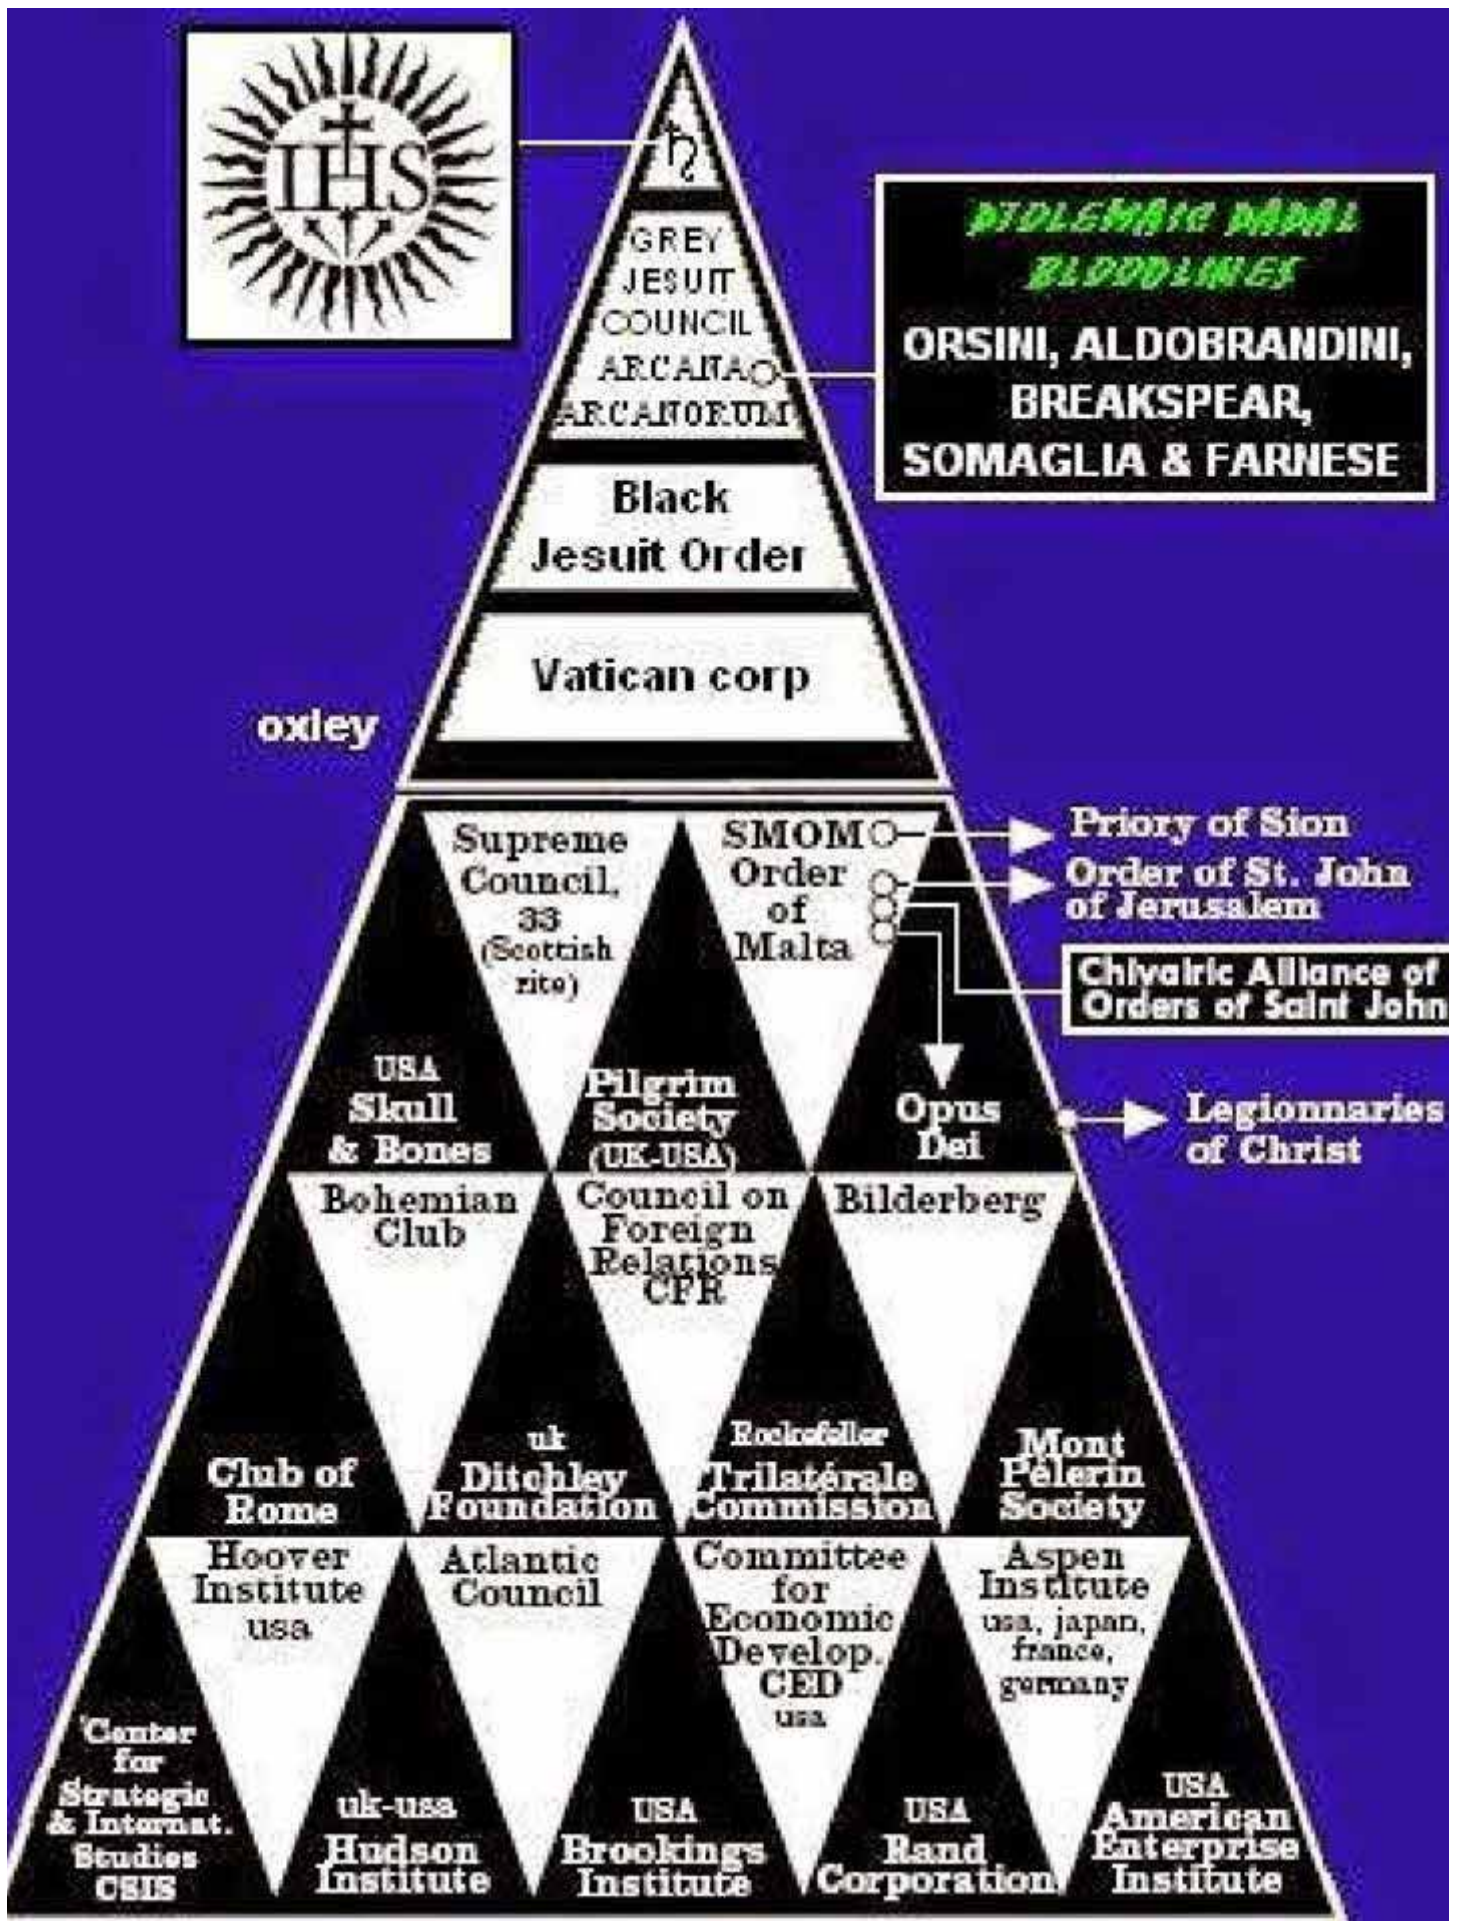 IHS
♄
GREY
JESUIT
COUNCIL
ARCANA
ARCANORUM
PTOLEMAIC PAPAL
BLOODLINES
ORSINI, ALDOBRANDINI,
BREAKSPEAR,
SOMAGLIA & FARNESE
Black
Jesuit Order
Vatican corp
oxley
Supreme
Council,
33
(Scottish
rite)
SMOM
Order
of
Malta
Priory of Sion
Order of St. John
of Jerusalem
Chivalric Alliance of
Orders of Saint John
USA
Skull
& Bones
Pilgrim
Society
(UK-USA)
Opus
Dei
Legionnaries
of Christ
Bohemian
Club
Council on
Foreign
Relations
CFR
Bilderberg
Club of
Rome
uk
Ditchley
Foundation
Rockefeller
Trilatérale
Commission
Mont
Pélerin
Society
Hoover
Institute
usa
Atlantic
Council
Committee
for
Economic
Develop.
CED
usa
Aspen
Institute
usa, japan,
france,
germany
Center
for
Strategic
& Internat.
Studies
CSIS
uk-usa
Hudson
Institute
USA
Brookings
Institute
USA
Rand
Corporation
USA
American
Enterprise
Institute